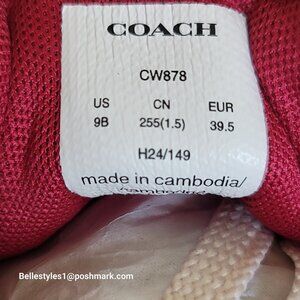 COACH
CW878
US CN EUR
9B 255(1.5) 39.5
H24/149
made in cambodia/
Bellestyles1@poshmark.com